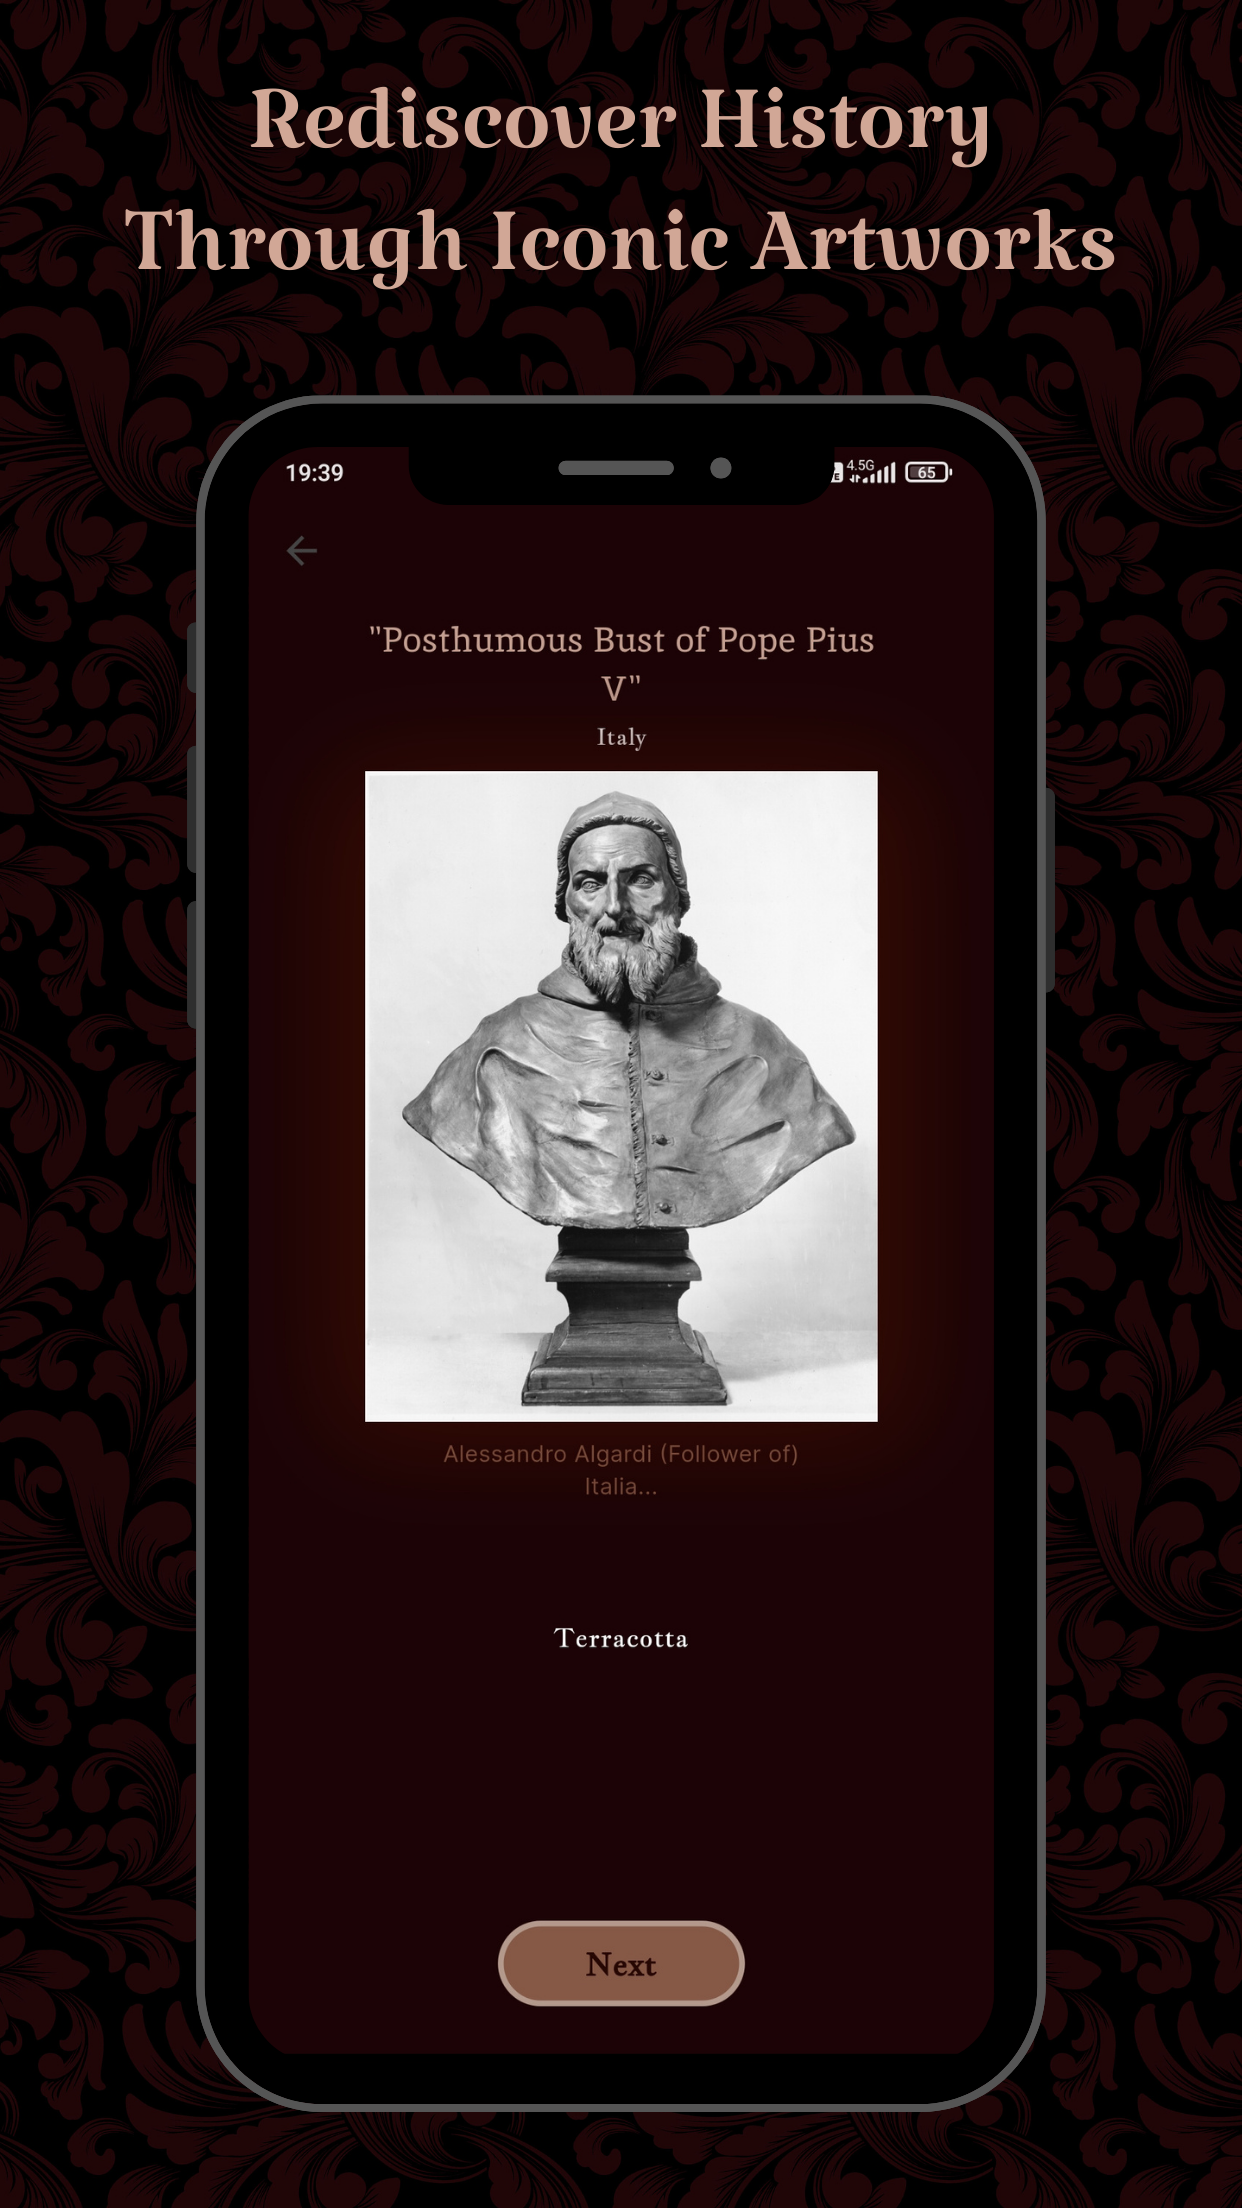 Rediscover History
Through Iconic Artworks
19:39
4.5G
65
"Posthumous Bust of Pope Pius
V"
Italy
Alessandro Algardi (Follower of)
Italia...
Terracotta
Next